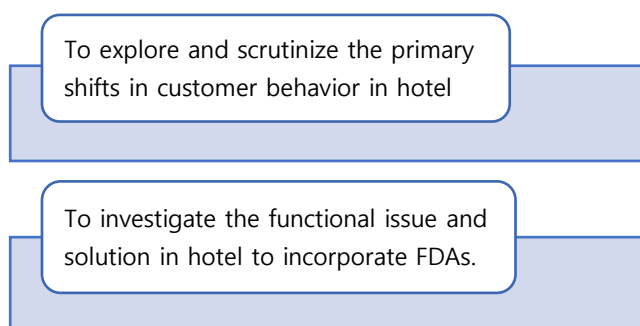 To explore and scrutinize the primary
shifts in customer behavior in hotel
To investigate the functional issue and
solution in hotel to incorporate FDAs.